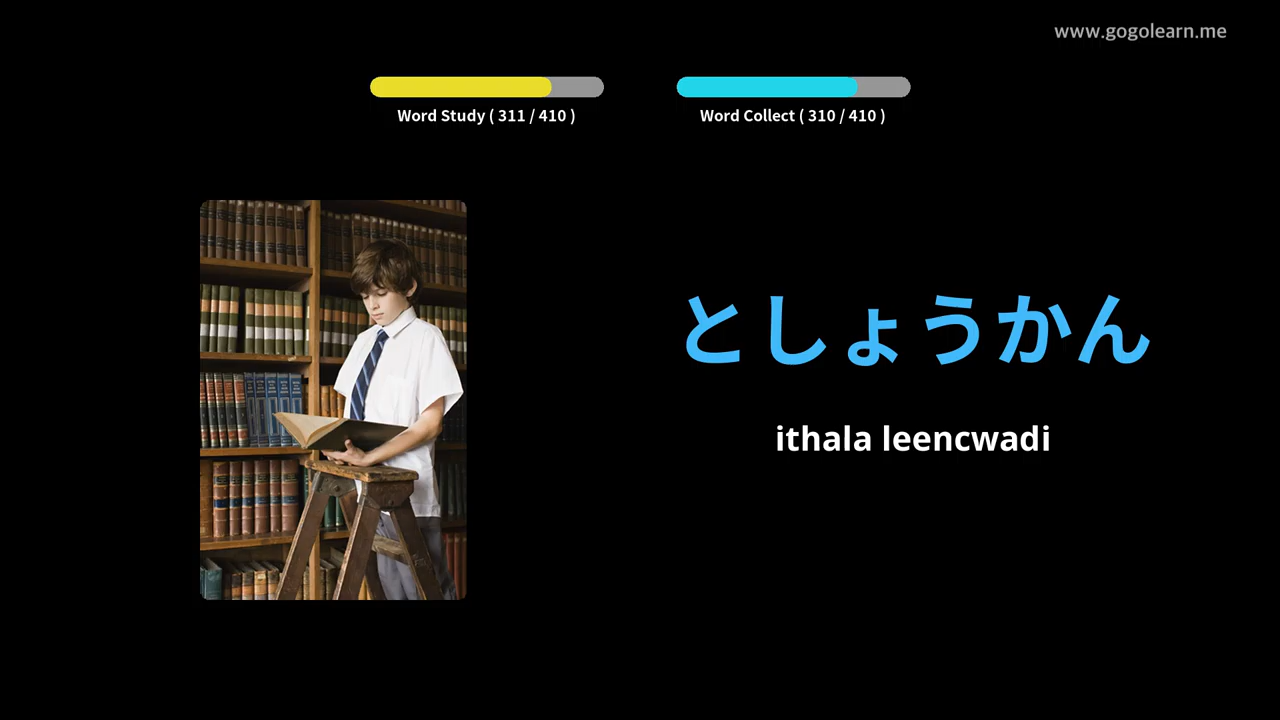 www.gogolearn.me
Word Study ( 311 / 410 )
Word Collect ( 310 / 410 )
としょうかん
ithala leencwadi